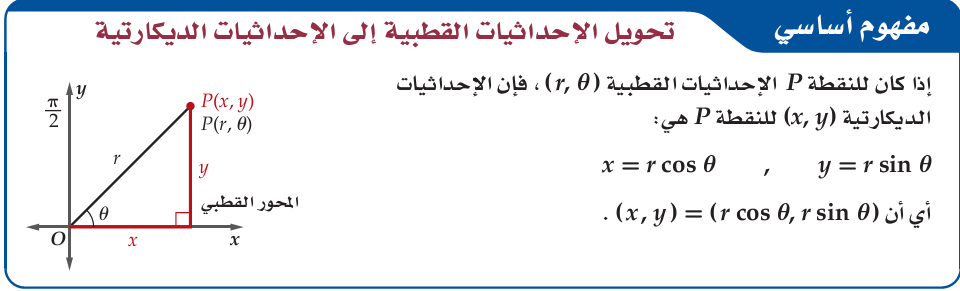 مفهوم أساسي
تحويل الإحداثيات القطبية إلى الإحداثيات الديكارتية
إذا كان للنقطة P الإحداثيات القطبية (r, θ) ، فإن الإحداثيات
الديكارتية (x, y) للنقطة P هي:
x = r cos θ , y = r sin θ
أي أن (x, y) = (r cos θ, r sin θ) .
y
π/2
P(x, y)
P(r, θ)
r
y
θ
المحور القطبي
O
x
x